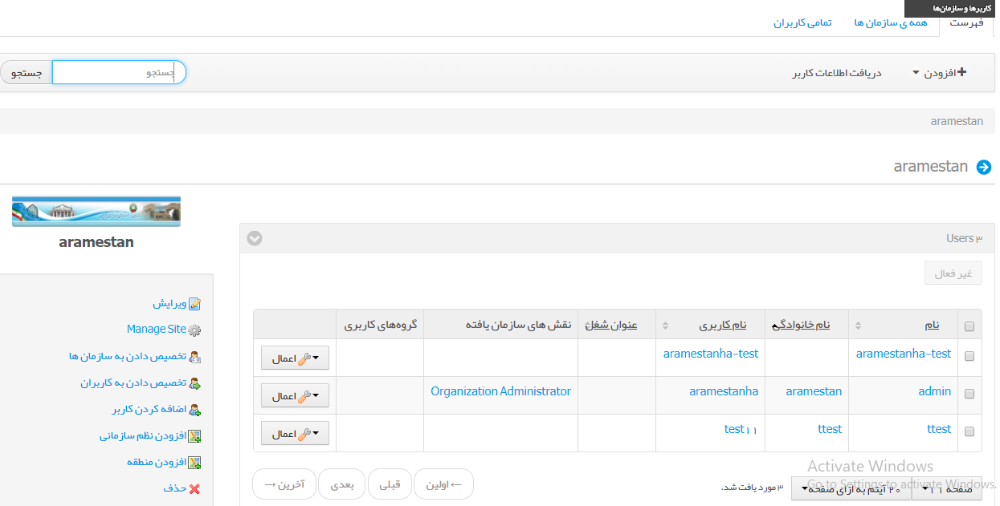 کاربرها و سازمان‌ها
فهرست همه ی سازمان ها تمامی کاربران
افزودن دریافت اطلاعات کاربر جستجو جستجو
aramestan
aramestan
aramestan
Users ۳
غیر فعال
نام نام خانوادگی نام کاربری عنوان شغل نقش های سازمان یافته گروه‌های کاربری
aramestanha-test aramestanha-test اعمال
admin aramestan aramestanha Organization Administrator اعمال
ttest ttest test۱۱ اعمال
صفحه ۱ ۱ ۲۰ آیتم به ازای صفحه ۳ مورد یافت شد. ← اولین قبلی بعدی آخرین →
ویرایش
Manage Site
تخصیص دادن به سازمان ها
تخصیص دادن به کاربران
اضافه کردن کاربر
افزودن نظم سازمانی
افزودن منطقه
حذف
Activate Windows
Go to Settings to activate Windows.